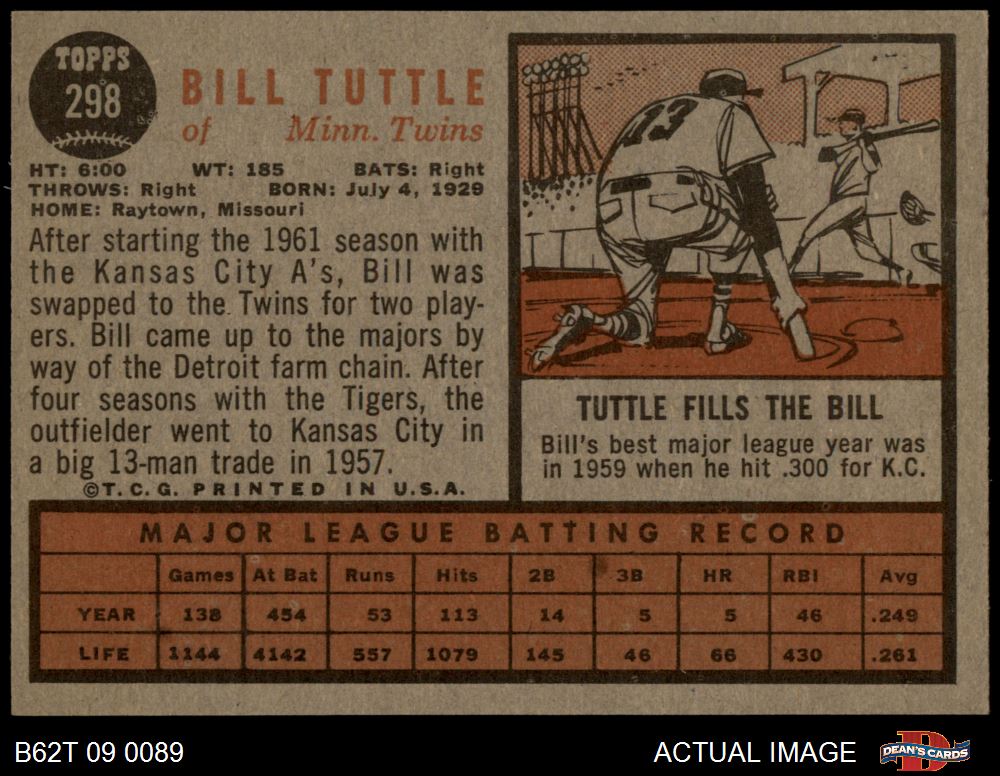 TOPPS
298
BILL TUTTLE
of Minn. Twins
HT: 6:00 WT: 185 BATS: Right
THROWS: Right BORN: July 4, 1929
HOME: Raytown, Missouri
After starting the 1961 season with
the Kansas City A's, Bill was
swapped to the Twins for two play-
ers. Bill came up to the majors by
way of the Detroit farm chain. After
four seasons with the Tigers, the
outfielder went to Kansas City in
a big 13-man trade in 1957.
©T.C.G. PRINTED IN U.S.A.
13
TUTTLE FILLS THE BILL
Bill's best major league year was
in 1959 when he hit .300 for K.C.
MAJOR LEAGUE BATTING RECORD
Games At Bat Runs Hits 2B 3B HR RBI Avg
YEAR 138 454 53 113 14 5 5 46 .249
LIFE 1144 4142 557 1079 145 46 66 430 .261
B62T 09 0089
ACTUAL IMAGE
D
DEAN'S CARDS